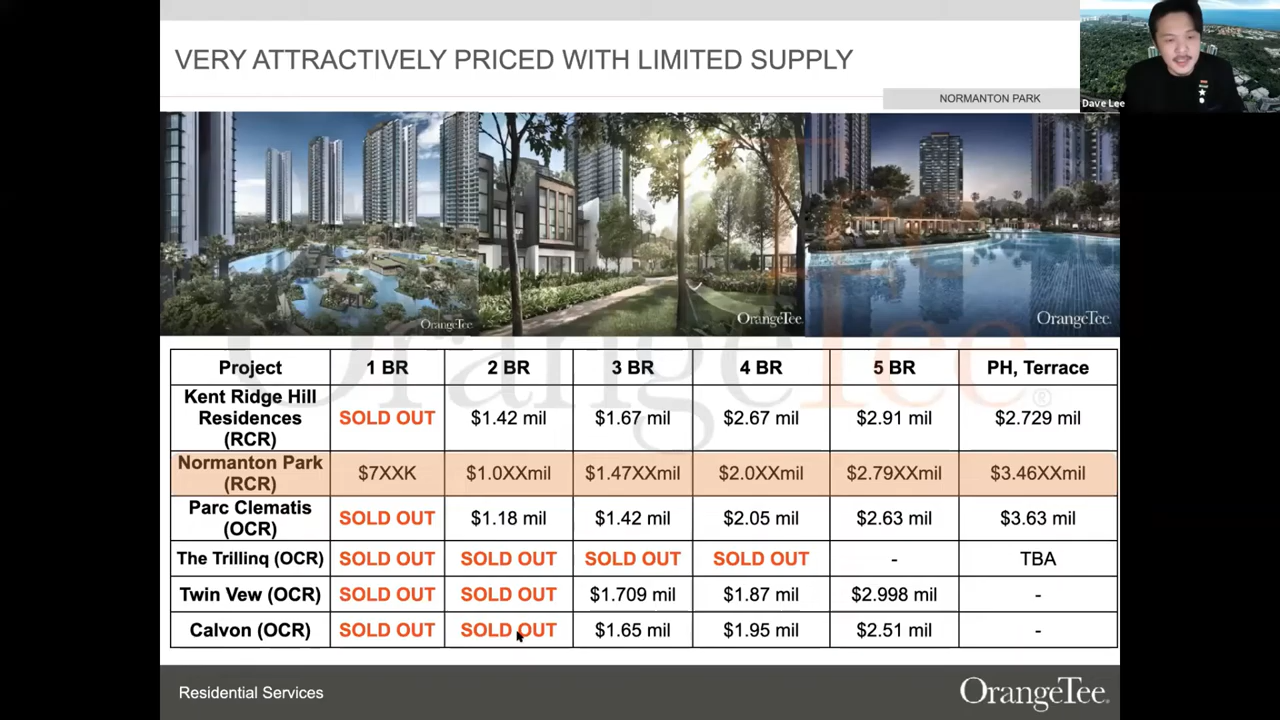 VERY ATTRACTIVELY PRICED WITH LIMITED SUPPLY
Dave Lee
NORMANTON PARK
OrangeTee
OrangeTee
OrangeTee
OrangeTee®
Project 1 BR 2 BR 3 BR 4 BR 5 BR PH, Terrace
Kent Ridge Hill
Residences
(RCR)
SOLD OUT $1.42 mil $1.67 mil $2.67 mil $2.91 mil $2.729 mil
Normanton Park
(RCR)
$7XXK $1.0XXmil $1.47XXmil $2.0XXmil $2.79XXmil $3.46XXmil
Parc Clematis
(OCR)
SOLD OUT $1.18 mil $1.42 mil $2.05 mil $2.63 mil $3.63 mil
The Trillinq (OCR) SOLD OUT SOLD OUT SOLD OUT SOLD OUT - TBA
Twin Vew (OCR) SOLD OUT SOLD OUT $1.709 mil $1.87 mil $2.998 mil -
Calvon (OCR) SOLD OUT SOLD OUT $1.65 mil $1.95 mil $2.51 mil -
Residential Services
OrangeTee